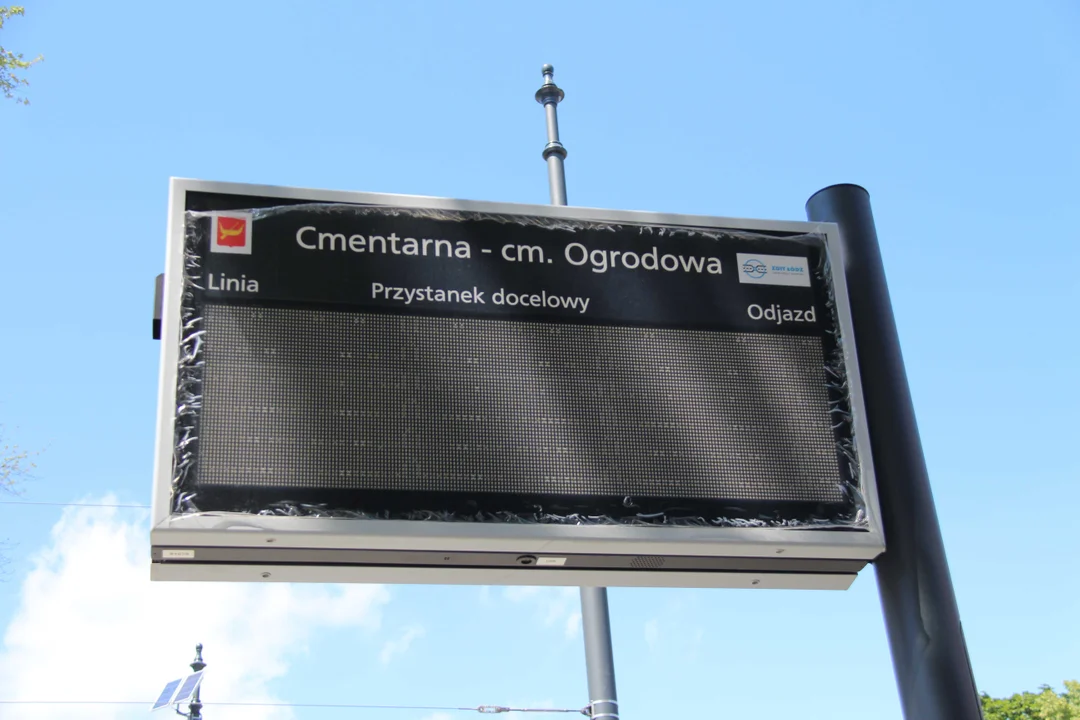 Cmentarna - cm. Ogrodowa
Linia
Przystanek docelowy
Odjazd